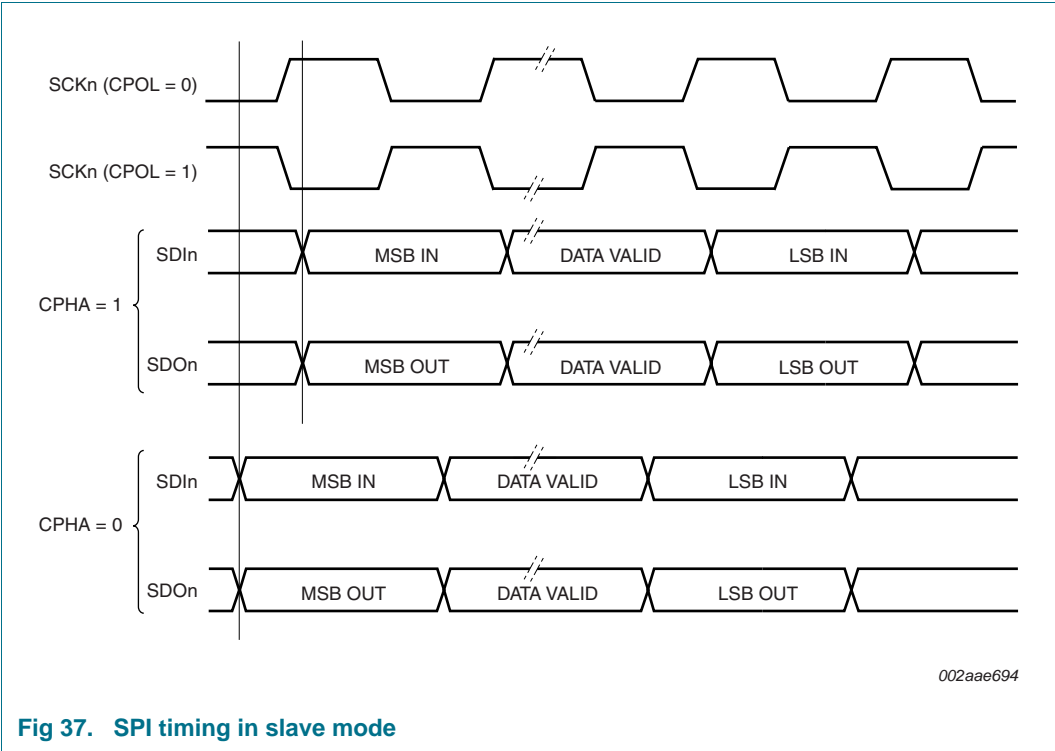 SCKn (CPOL = 0)
SCKn (CPOL = 1)
SDIn
MSB IN
DATA VALID
LSB IN
CPHA = 1
SDOn
MSB OUT
DATA VALID
LSB OUT
SDIn
MSB IN
DATA VALID
LSB IN
CPHA = 0
SDOn
MSB OUT
DATA VALID
LSB OUT
002aae694
Fig 37. SPI timing in slave mode